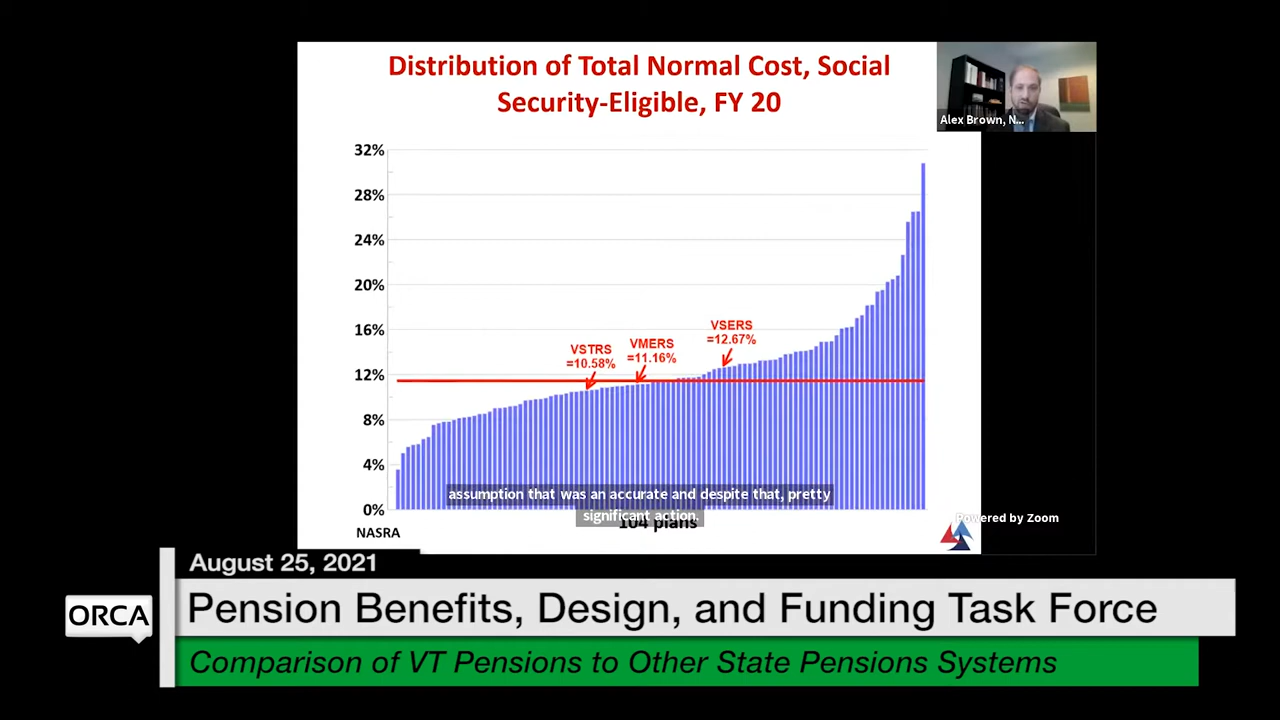 Distribution of Total Normal Cost, Social
Security-Eligible, FY 20
Alex Brown, N...
32%
28%
24%
20%
16%
12%
8%
4%
0%
VSTRS
=10.58%
VMERS
=11.16%
VSERS
=12.67%
assumption that was an accurate and despite that, pretty
significant action.
104 plans
NASRA
Powered by Zoom
August 25, 2021
ORCA
Pension Benefits, Design, and Funding Task Force
Comparison of VT Pensions to Other State Pensions Systems